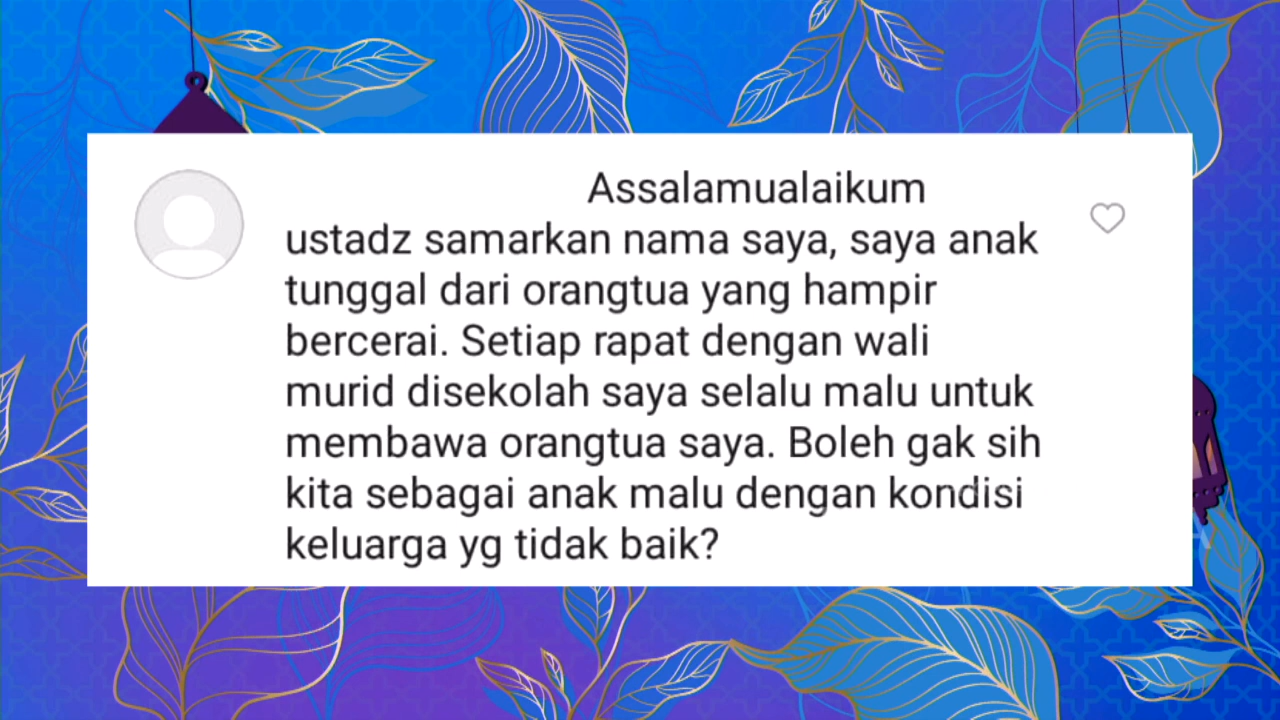 Assalamualaikum
ustadz samarkan nama saya, saya anak
tunggal dari orangtua yang hampir
bercerai. Setiap rapat dengan wali
murid disekolah saya selalu malu untuk
membawa orangtua saya. Boleh gak sih
kita sebagai anak malu dengan kondisi
keluarga yg tidak baik?